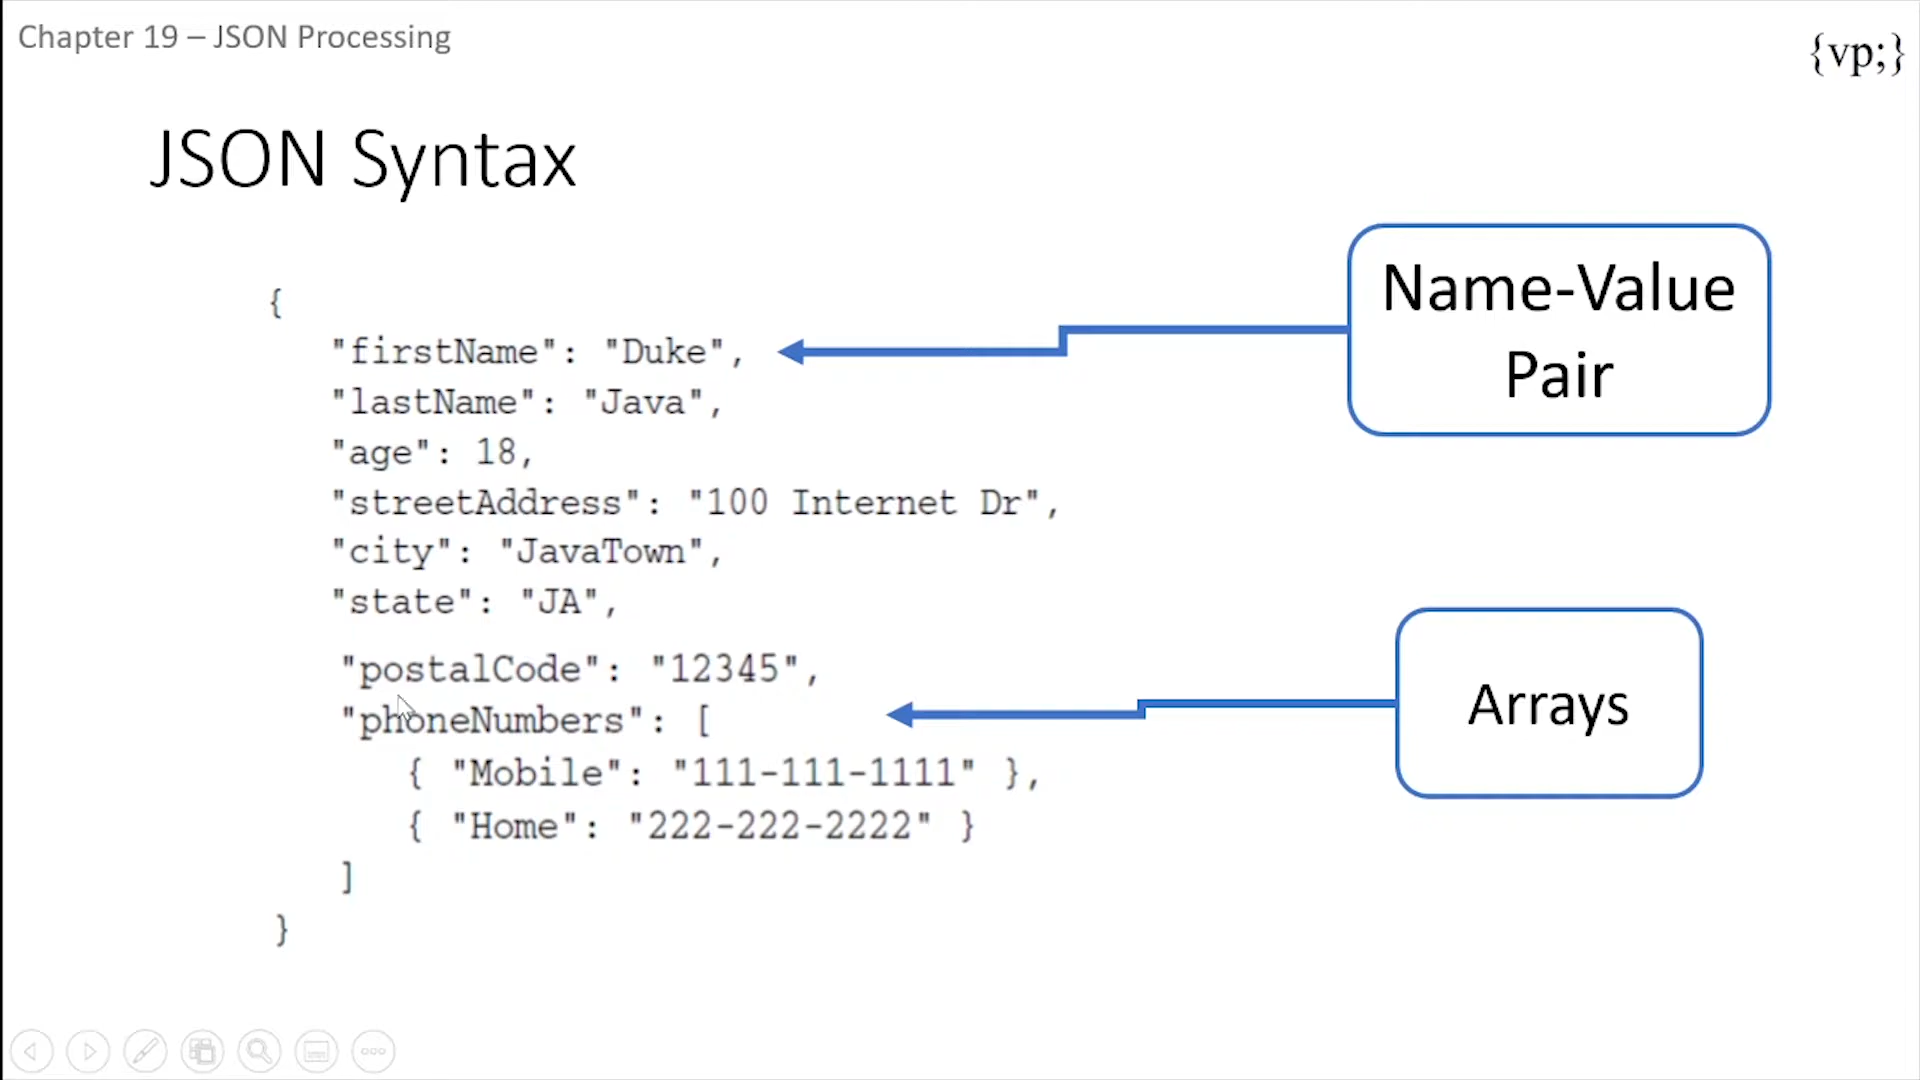 Chapter 19 – JSON Processing
{vp;}
JSON Syntax
{
"firstName": "Duke",
"lastName": "Java",
"age": 18,
"streetAddress": "100 Internet Dr",
"city": "JavaTown",
"state": "JA",
"postalCode": "12345",
"phoneNumbers": [
{ "Mobile": "111-111-1111" },
{ "Home": "222-222-2222" }
]
}
Name-Value
Pair
Arrays